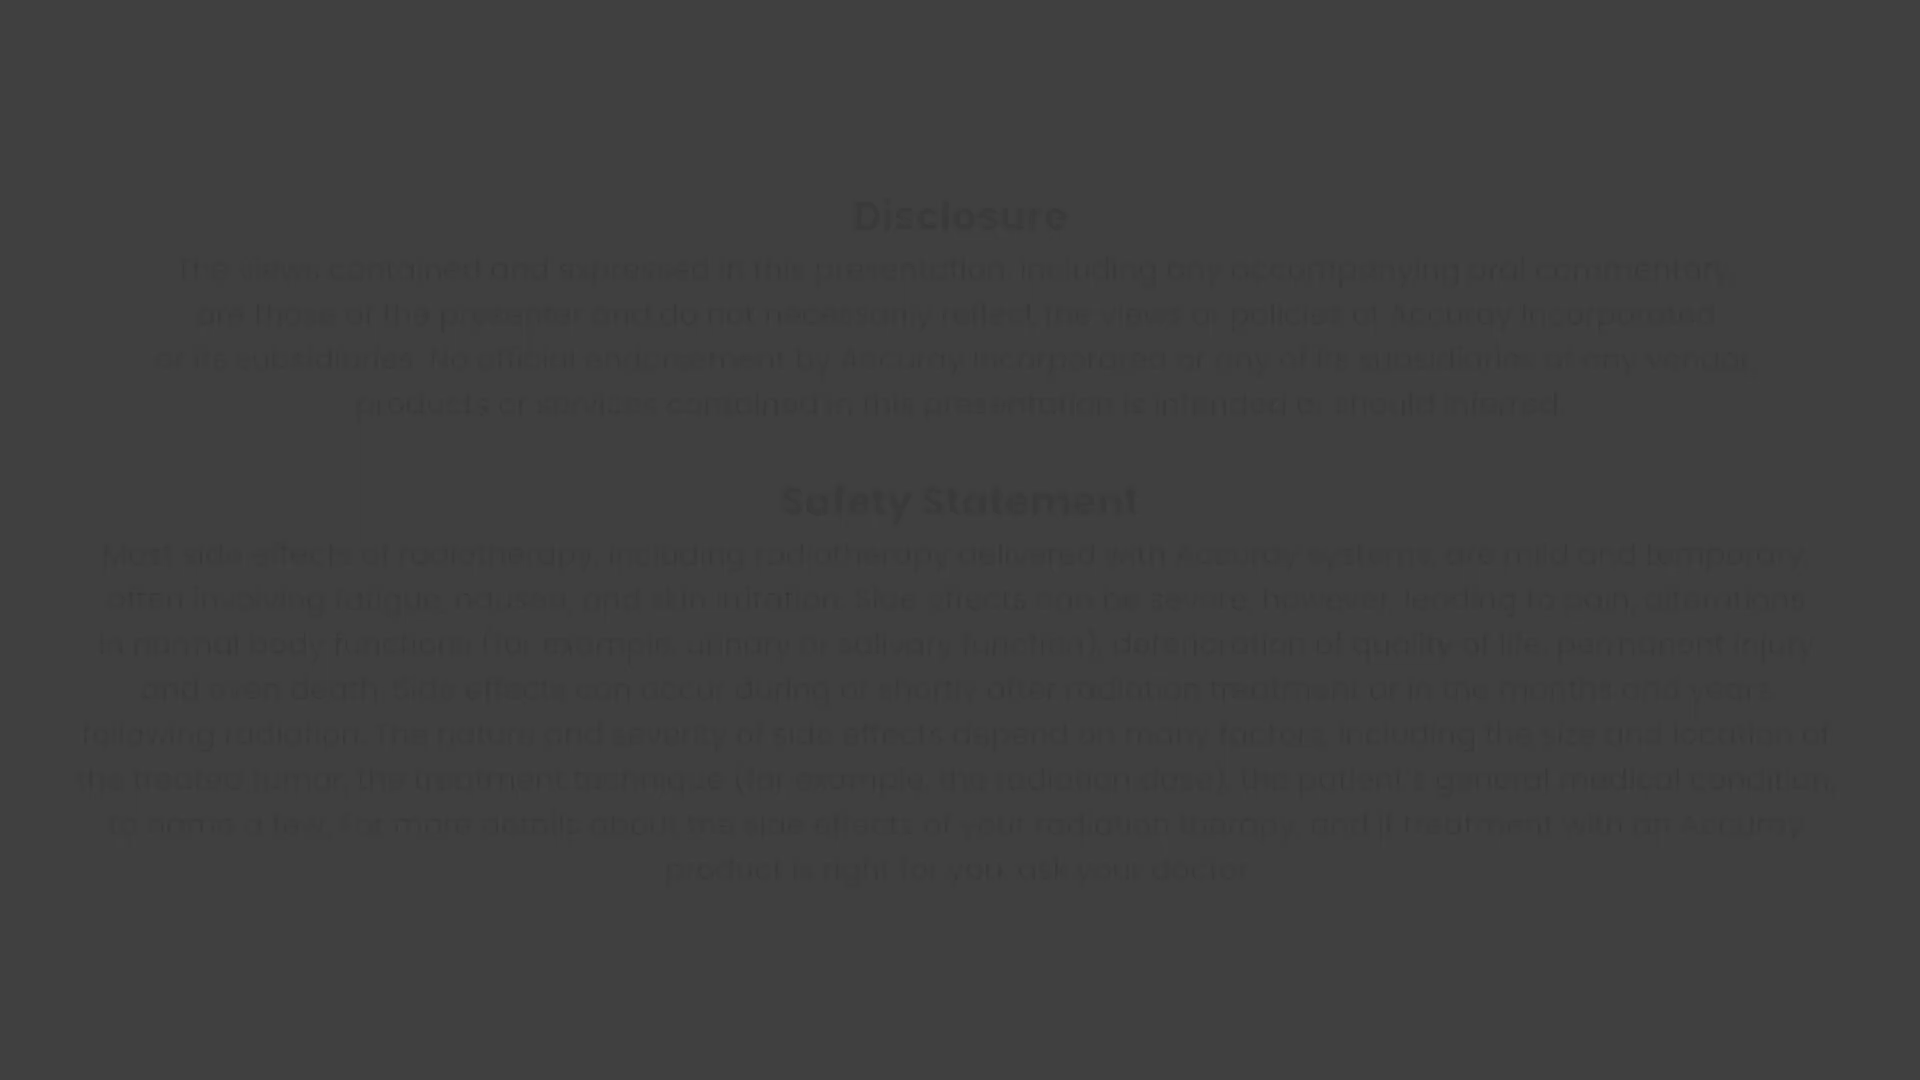 Disclosure
The views contained and expressed in this presentation, including any accompanying oral commentary,
are those of the presenter and do not necessarily reflect the views or policies of Accuray Incorporated
or its subsidiaries. No official endorsement by Accuray Incorporated or any of its subsidiaries of any vendor,
products or services contained in this presentation is intended or should inferred.
Safety Statement
Most side effects of radiotherapy, including radiotherapy delivered with Accuray systems, are mild and temporary,
often involving fatigue, nausea, and skin irritation. Side effects can be severe, however, leading to pain, alterations
in normal body functions (for example, urinary or salivary function), deterioration of quality of life, permanent injury
and even death. Side effects can occur during or shortly after radiation treatment or in the months and years
following radiation. The nature and severity of side effects depend on many factors, including the size and location of
the treated tumor, the treatment technique (for example, the radiation dose), the patient's general medical condition,
to name a few. For more details about the side effects of your radiation therapy, and if treatment with an Accuray
product is right for you, ask your doctor.